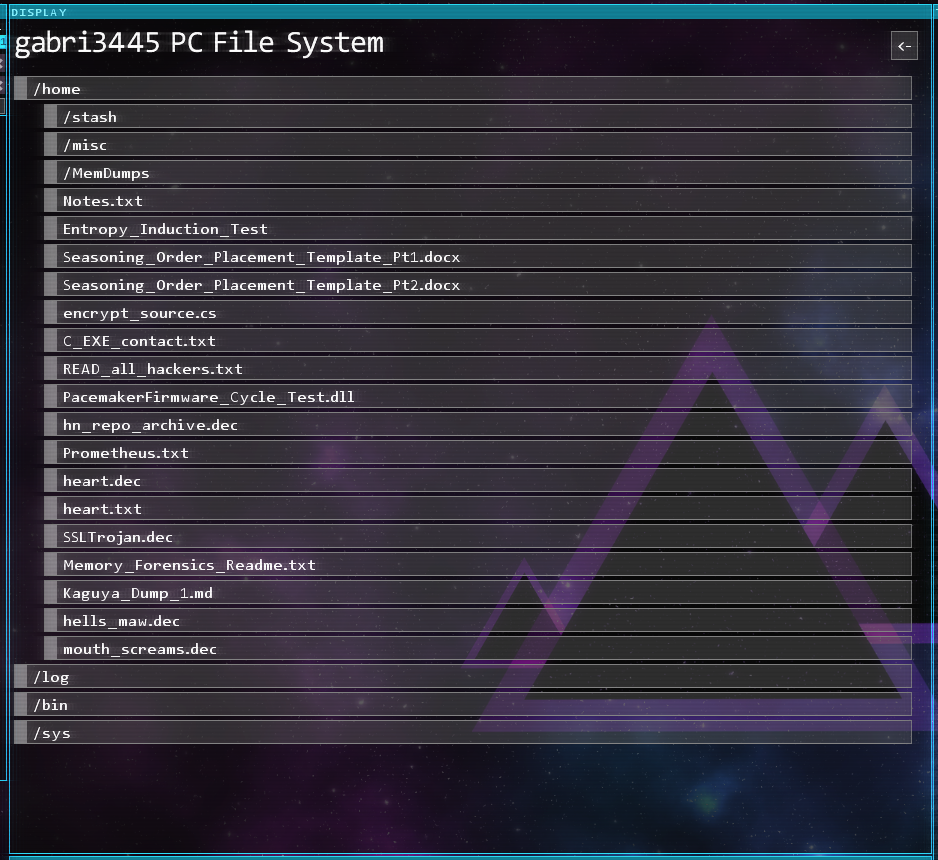 DISPLAY
gabri3445 PC File System
<-
/home
/stash
/misc
/MemDumps
Notes.txt
Entropy_Induction_Test
Seasoning_Order_Placement_Template_Pt1.docx
Seasoning_Order_Placement_Template_Pt2.docx
encrypt_source.cs
C_EXE_contact.txt
READ_all_hackers.txt
PacemakerFirmware_Cycle_Test.dll
hn_repo_archive.dec
Prometheus.txt
heart.dec
heart.txt
SSLTrojan.dec
Memory_Forensics_Readme.txt
Kaguya_Dump_1.md
hells_maw.dec
mouth_screams.dec
/log
/bin
/sys